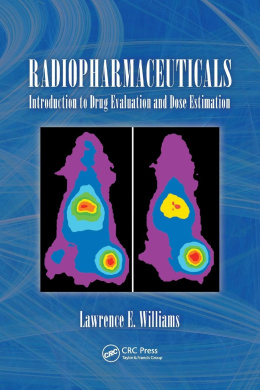 RADIOPHARMACEUTICALS
Introduction to Drug Evaluation and Dose Estimation
Lawrence E. Williams
CRC Press
Taylor & Francis Group